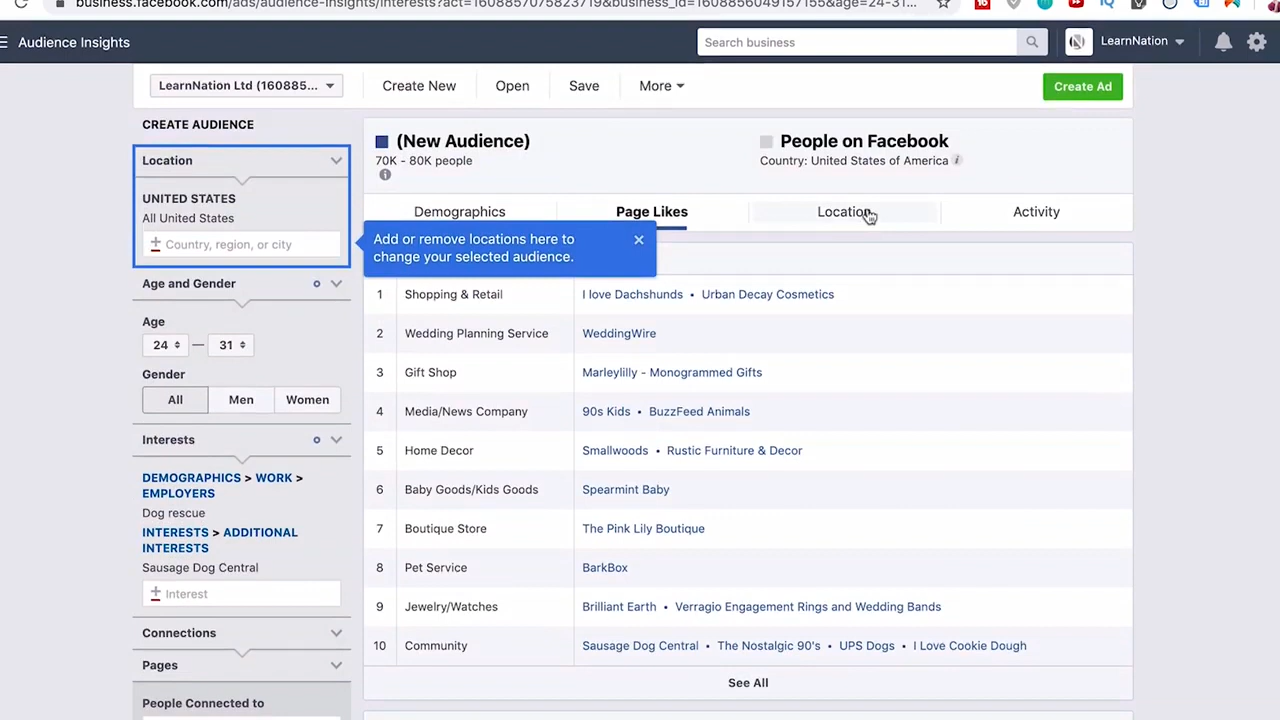 business.facebook.com/ads/audience-insights/interests?act=1608857075823719&business_id=1608856049157155&age=24-31...
Audience Insights
Search business
LearnNation
LearnNation Ltd (160885...
Create New
Open
Save
More
Create Ad
CREATE AUDIENCE
Location
UNITED STATES
All United States
Country, region, or city
Age and Gender
Age
24 — 31
Gender
All
Men
Women
Interests
DEMOGRAPHICS > WORK >
EMPLOYERS
Dog rescue
INTERESTS > ADDITIONAL
INTERESTS
Sausage Dog Central
Interest
Connections
Pages
People Connected to
(New Audience)
70K - 80K people
People on Facebook
Country: United States of America
Demographics
Page Likes
Location
Activity
Add or remove locations here to
change your selected audience.
1 Shopping & Retail I love Dachshunds • Urban Decay Cosmetics
2 Wedding Planning Service WeddingWire
3 Gift Shop Marleylilly - Monogrammed Gifts
4 Media/News Company 90s Kids • BuzzFeed Animals
5 Home Decor Smallwoods • Rustic Furniture & Decor
6 Baby Goods/Kids Goods Spearmint Baby
7 Boutique Store The Pink Lily Boutique
8 Pet Service BarkBox
9 Jewelry/Watches Brilliant Earth • Verragio Engagement Rings and Wedding Bands
10 Community Sausage Dog Central • The Nostalgic 90's • UPS Dogs • I Love Cookie Dough
See All